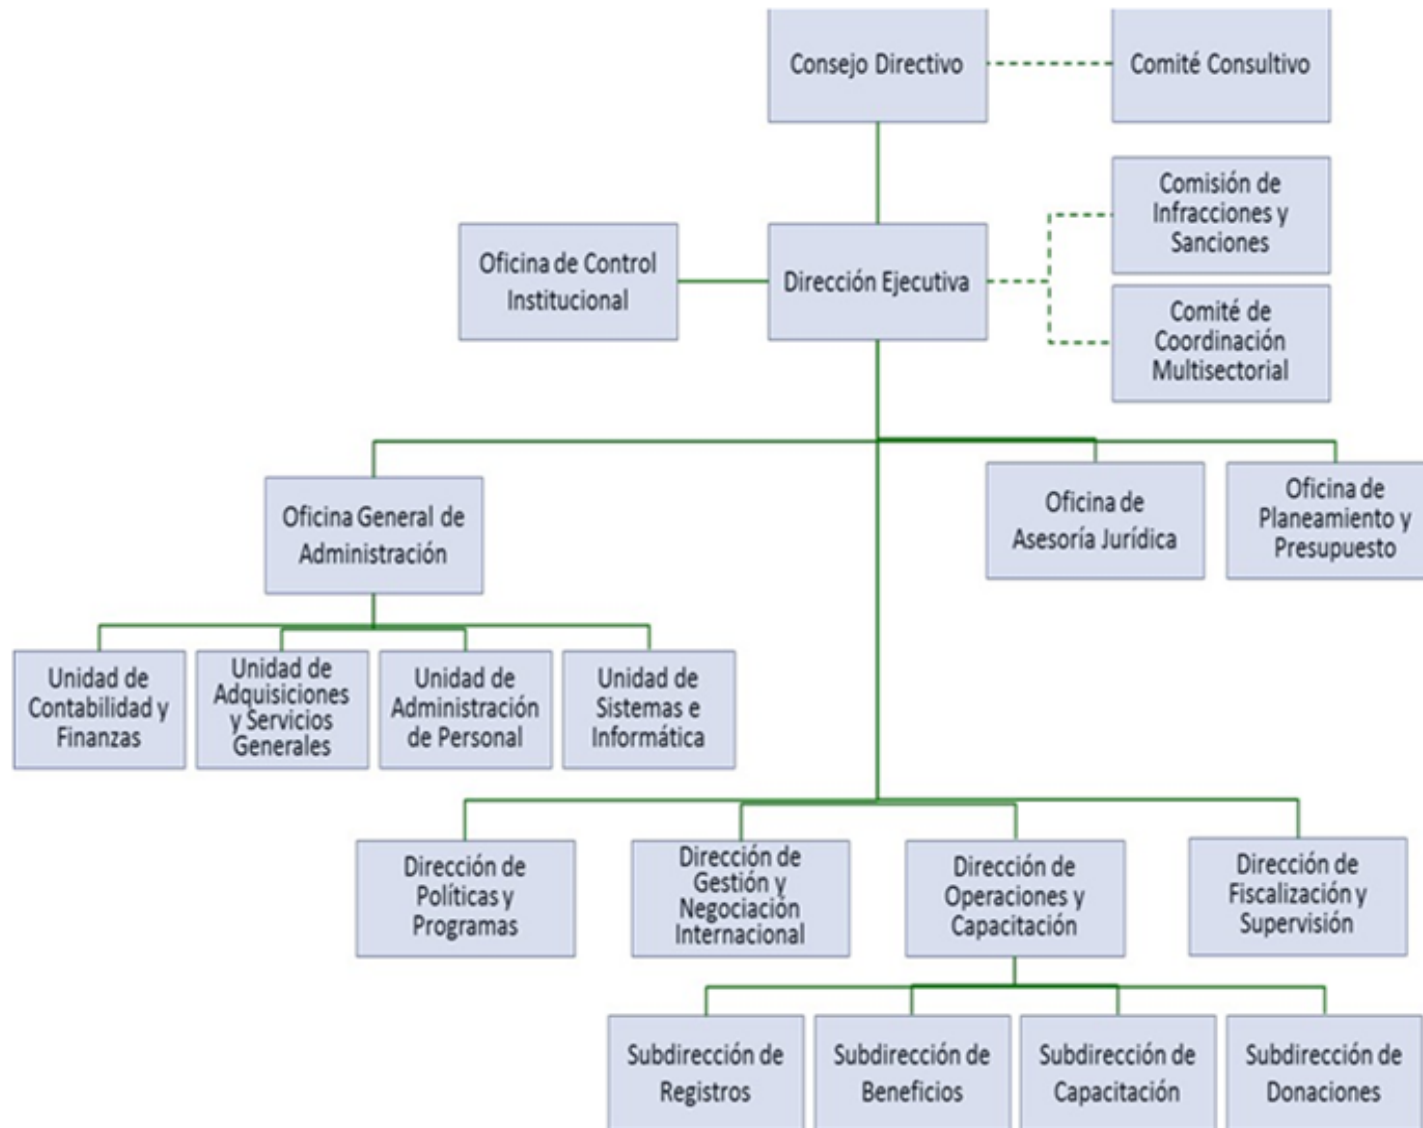 Consejo Directivo
Comité Consultivo
Comisión de
Infracciones y
Sanciones
Oficina de Control
Institucional
Dirección Ejecutiva
Comité de
Coordinación
Multisectorial
Oficina General de
Administración
Oficina de
Asesoría Jurídica
Oficina de
Planeamiento y
Presupuesto
Unidad de
Contabilidad y
Finanzas
Unidad de
Adquisiciones
y Servicios
Generales
Unidad de
Administración
de Personal
Unidad de
Sistemas e
Informática
Dirección de
Políticas y
Programas
Dirección de
Gestión y
Negociación
Internacional
Dirección de
Operaciones y
Capacitación
Dirección de
Fiscalización y
Supervisión
Subdirección de
Registros
Subdirección de
Beneficios
Subdirección de
Capacitación
Subdirección de
Donaciones